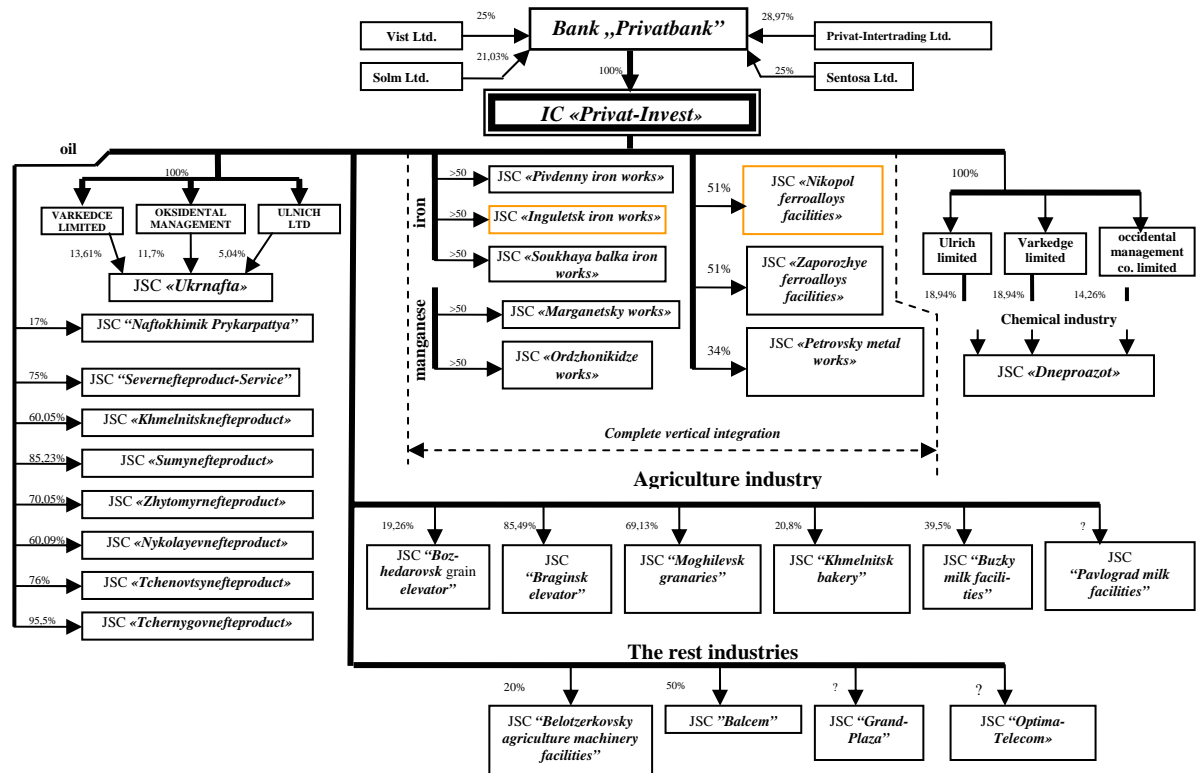 25%
28,97%
Vist Ltd.
Bank „Privatbank”
Privat-Intertrading Ltd.
21,03%
Solm Ltd.
100%
25%
Sentosa Ltd.
IC «Privat-Invest»
oil
100%
VARKEDCE
LIMITED
OKSIDENTAL
MANAGEMENT
ULNICH
LTD
13,61%
11,7%
5,04%
JSC «Ukrnafta»
17%
JSC “Naftokhimik Prykarpattya”
75%
JSC “Severnefteproduct-Service”
60,05%
JSC «Khmelnitsknefteproduct»
85,23%
JSC «Sumynefteproduct»
70,05%
JSC «Zhytomyrnefteproduct»
60,09%
JSC «Nykolayevnefteproduct»
76%
JSC «Tchenovtsynefteproduct»
95,5%
JSC «Tchernygovnefteproduct»
iron
>50
JSC «Pivdenny iron works»
>50
JSC «Inguletsk iron works»
>50
JSC «Soukhaya balka iron
works»
manganese
>50
JSC «Marganetsky works»
>50
JSC «Ordzhonikidze
works»
51%
JSC «Nikopol
ferroalloys
facilities»
51%
JSC «Zaporozhye
ferroalloys
facilities»
34%
JSC «Petrovsky metal
works»
Complete vertical integration
100%
Ulrich
limited
Varkedge
limited
occidental
management
co. limited
18,94%
18,94%
14,26%
Chemical industry
JSC «Dneproazot»
Agriculture industry
19,26%
85,49%
69,13%
20,8%
39,5%
?
JSC “Boz-
hedarovsk grain
elevator”
JSC
“Braginsk
elevator”
JSC
“Moghilevsk
granaries”
JSC
“Khmelnitsk
bakery”
JSC
“Buzky
milk facili-
ties”
JSC
“Pavlograd milk
facilities”
The rest industries
20%
50%
?
?
JSC “Belotzerkovsky
agriculture machinery
facilities”
JSC “Balcem”
JSC “Grand-
Plaza”
JSC “Optima-
Telecom»